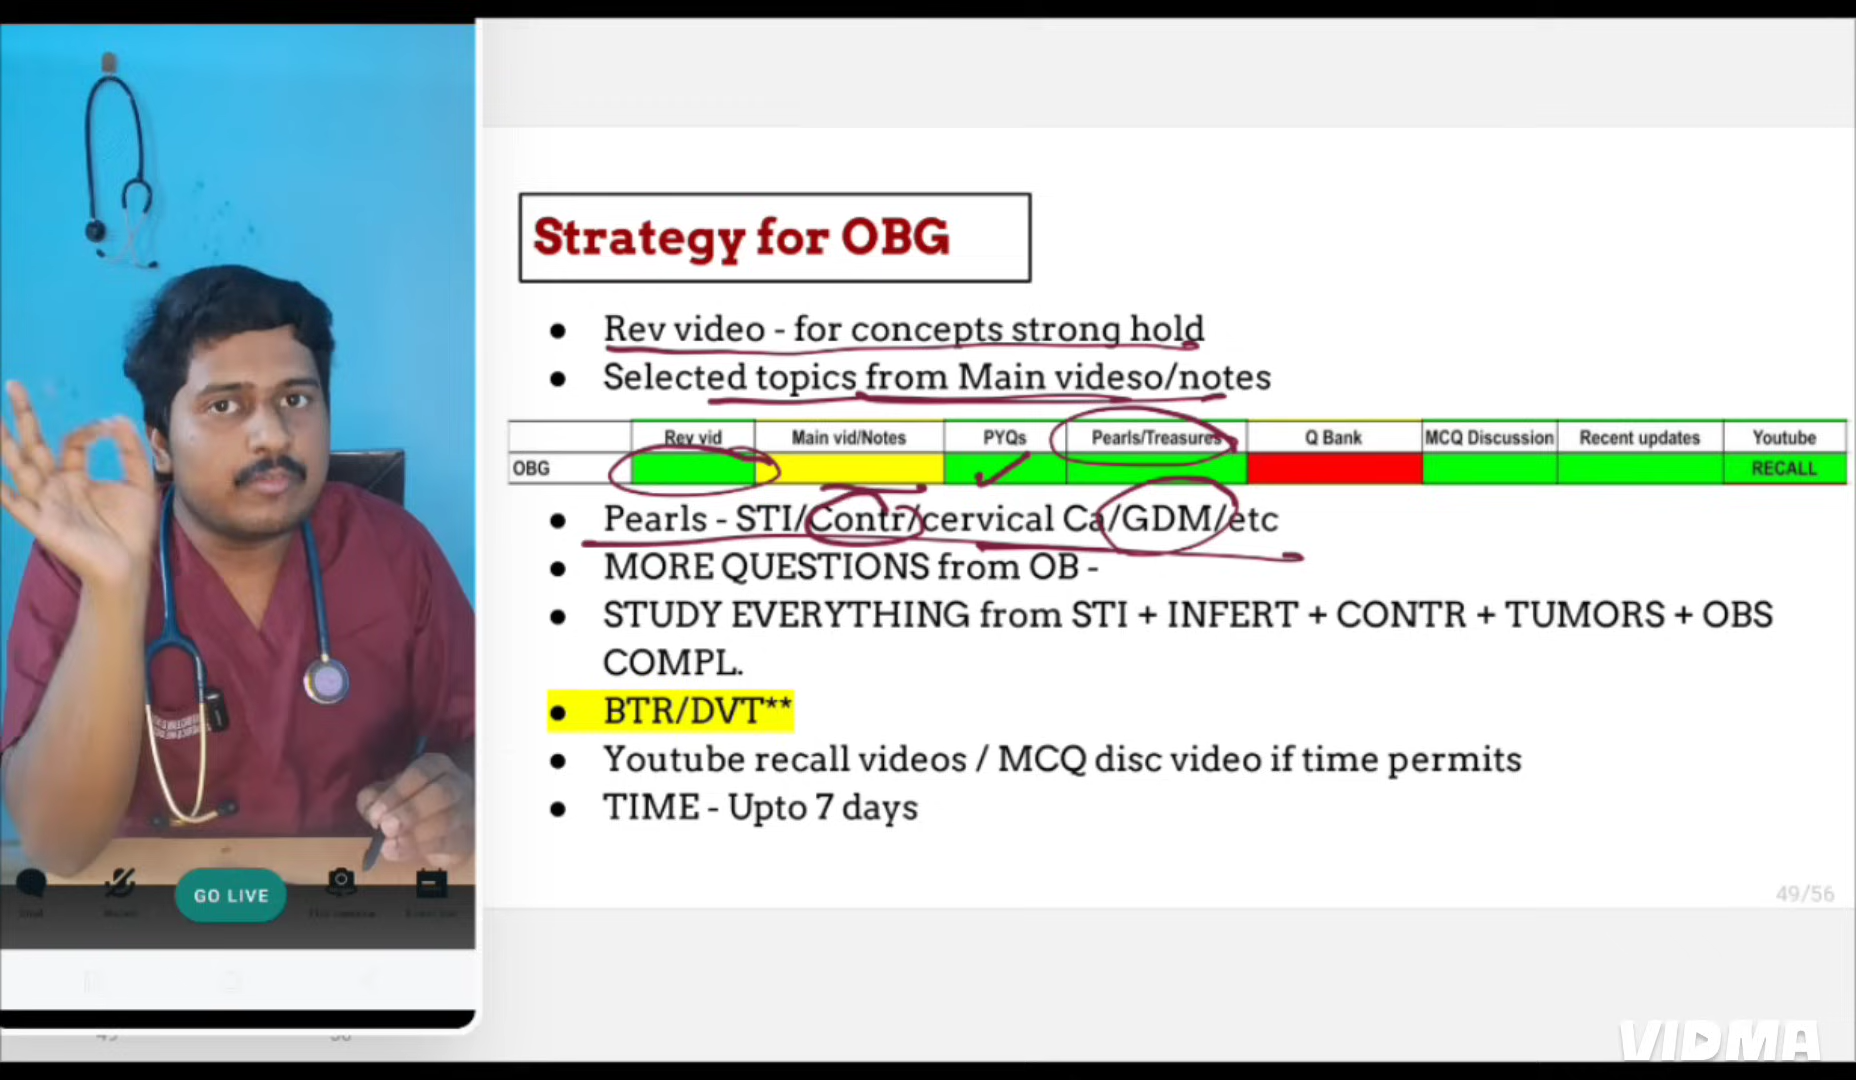 Strategy for OBG
● Rev video - for concepts strong hold
● Selected topics from Main videso/notes
Rev vid Main vid/Notes PYQs Pearls/Treasures Q Bank MCQ Discussion Recent updates Youtube
OBG RECALL
● Pearls - STI/Contr/cervical Ca/GDM/etc
● MORE QUESTIONS from OB -
● STUDY EVERYTHING from STI + INFERT + CONTR + TUMORS + OBS
COMPL.
● BTR/DVT**
● Youtube recall videos / MCQ disc video if time permits
● TIME - Upto 7 days
GO LIVE
49/56
VIDMA